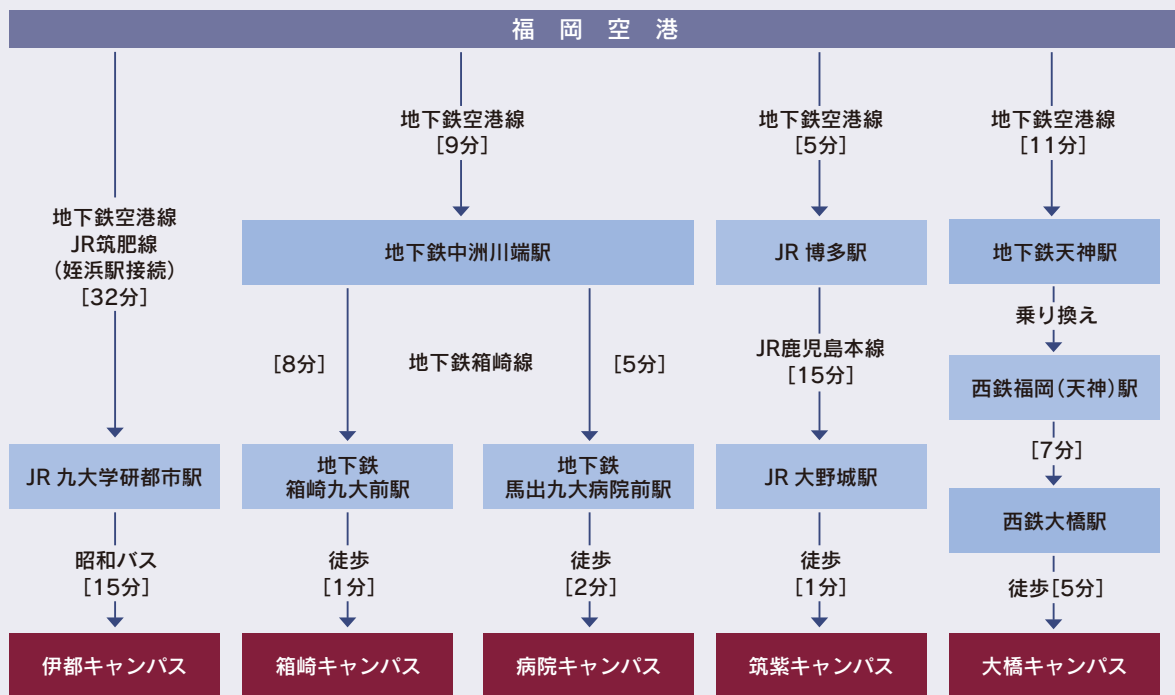 福岡空港
地下鉄空港線
JR筑肥線
（姪浜駅接続）
[32分]
JR 九大学研都市駅
昭和バス
[15分]
伊都キャンパス
地下鉄空港線
[9分]
地下鉄中洲川端駅
地下鉄箱崎線
[8分]
地下鉄
箱崎九大前駅
徒歩
[1分]
箱崎キャンパス
[5分]
地下鉄
馬出九大病院前駅
徒歩
[2分]
病院キャンパス
地下鉄空港線
[5分]
JR 博多駅
JR鹿児島本線
[15分]
JR 大野城駅
徒歩
[1分]
筑紫キャンパス
地下鉄空港線
[11分]
地下鉄天神駅
乗り換え
西鉄福岡（天神）駅
[7分]
西鉄大橋駅
徒歩[5分]
大橋キャンパス